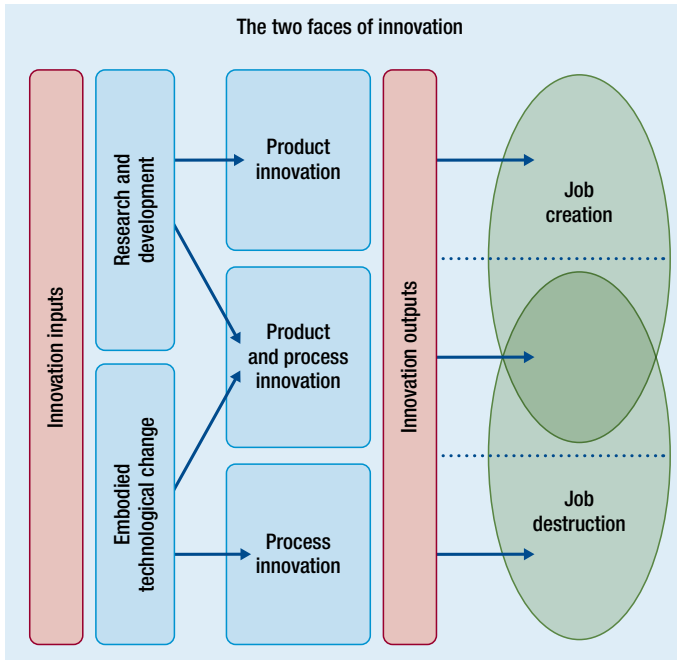 The two faces of innovation
Innovation inputs
Research and
development
Embodied
technological change
Product
innovation
Product
and process
innovation
Process
innovation
Innovation outputs
Job
creation
Job
destruction